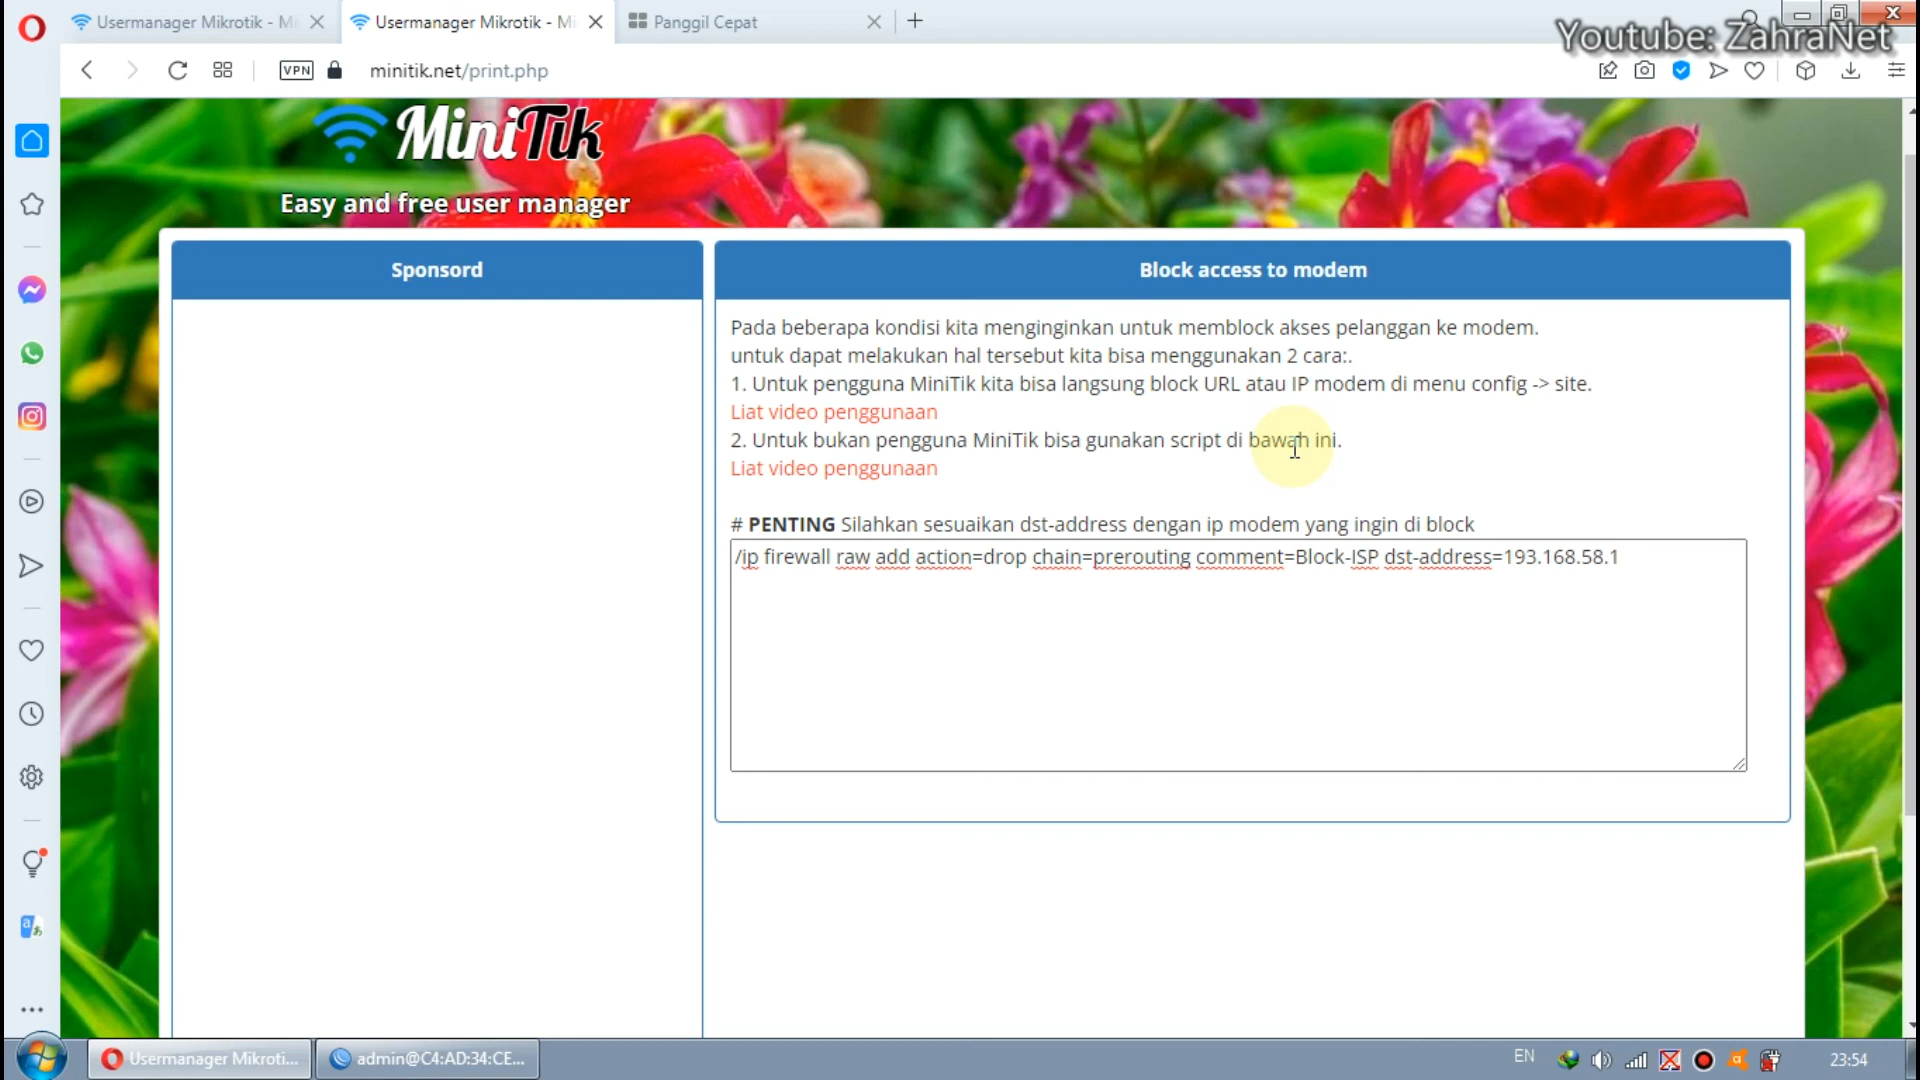 Usermanager Mikrotik - Mi
Usermanager Mikrotik - Mi
Panggil Cepat
Youtube: ZahraNet
VPN
minitik.net/print.php
MiniTik
Easy and free user manager
Sponsord
Block access to modem
Pada beberapa kondisi kita menginginkan untuk memblock akses pelanggan ke modem.
untuk dapat melakukan hal tersebut kita bisa menggunakan 2 cara:.
1. Untuk pengguna MiniTik kita bisa langsung block URL atau IP modem di menu config -> site.
Liat video penggunaan
2. Untuk bukan pengguna MiniTik bisa gunakan script di bawah ini.
Liat video penggunaan
# PENTING Silahkan sesuaikan dst-address dengan ip modem yang ingin di block
/ip firewall raw add action=drop chain=prerouting comment=Block-ISP dst-address=193.168.58.1
Usermanager Mikroti...
admin@C4:AD:34:CE...
EN
23:54